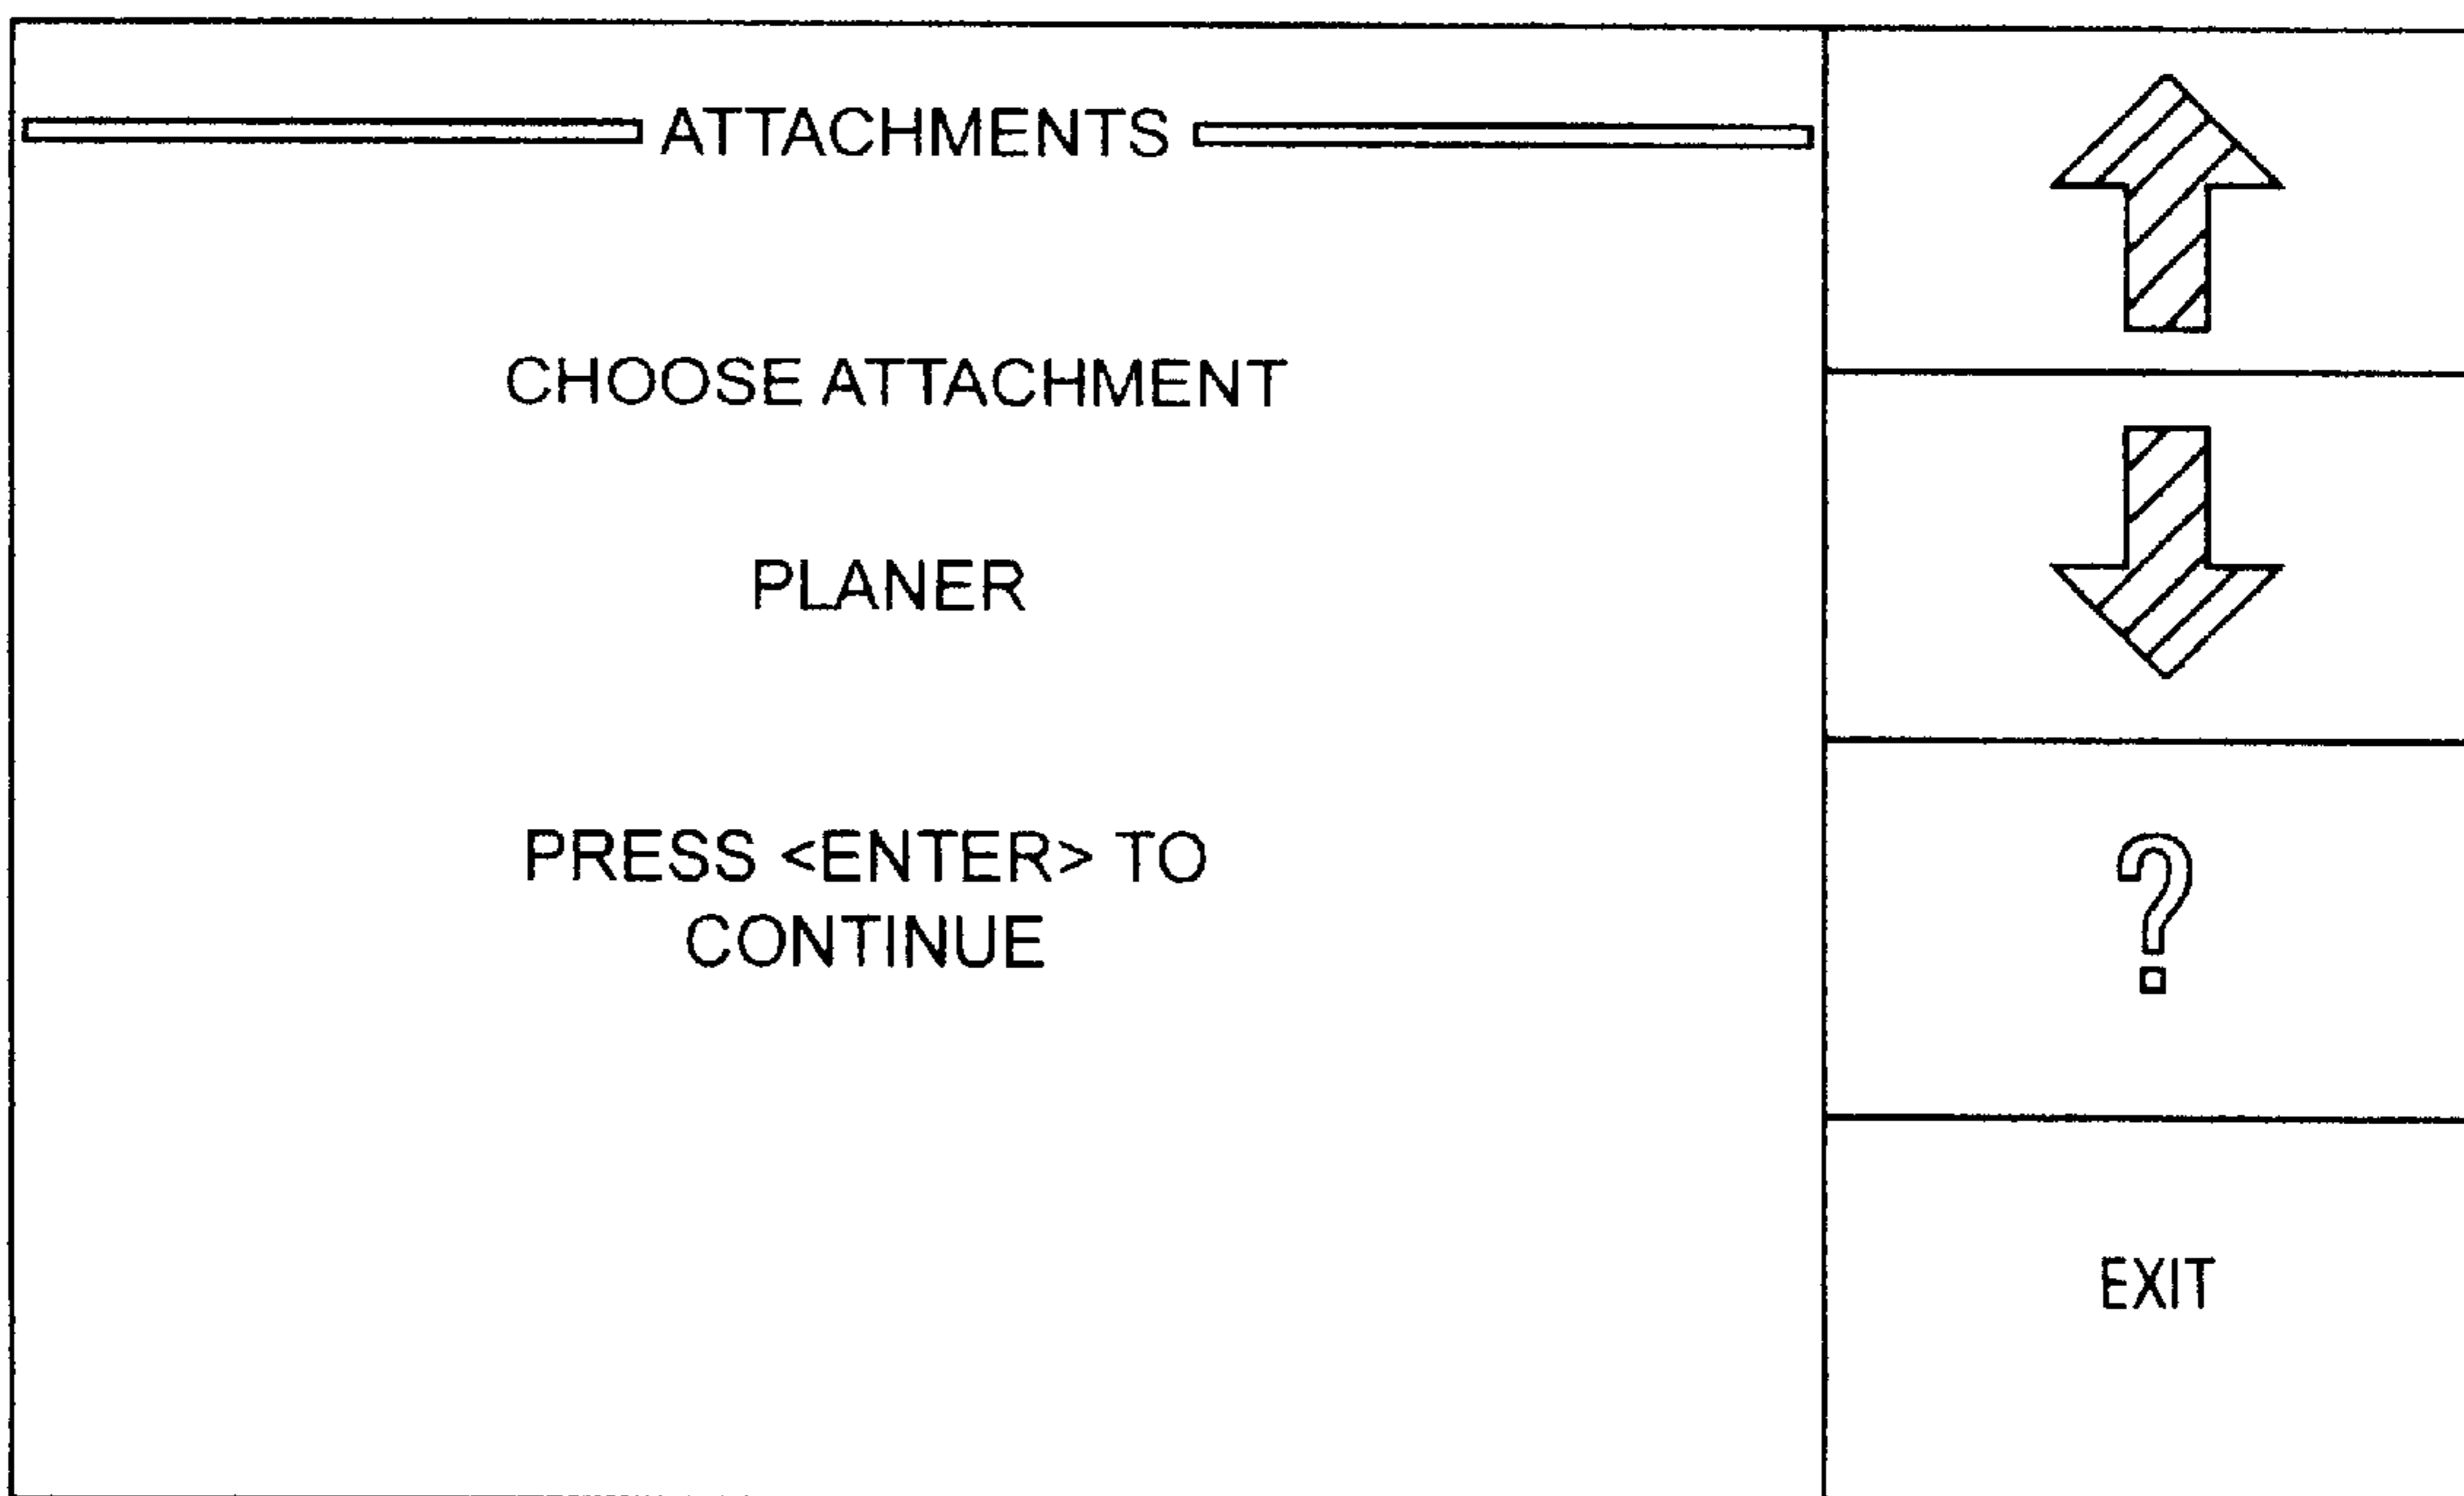 ATTACHMENTS
CHOOSE ATTACHMENT
PLANER
PRESS <ENTER> TO
CONTINUE
?
EXIT